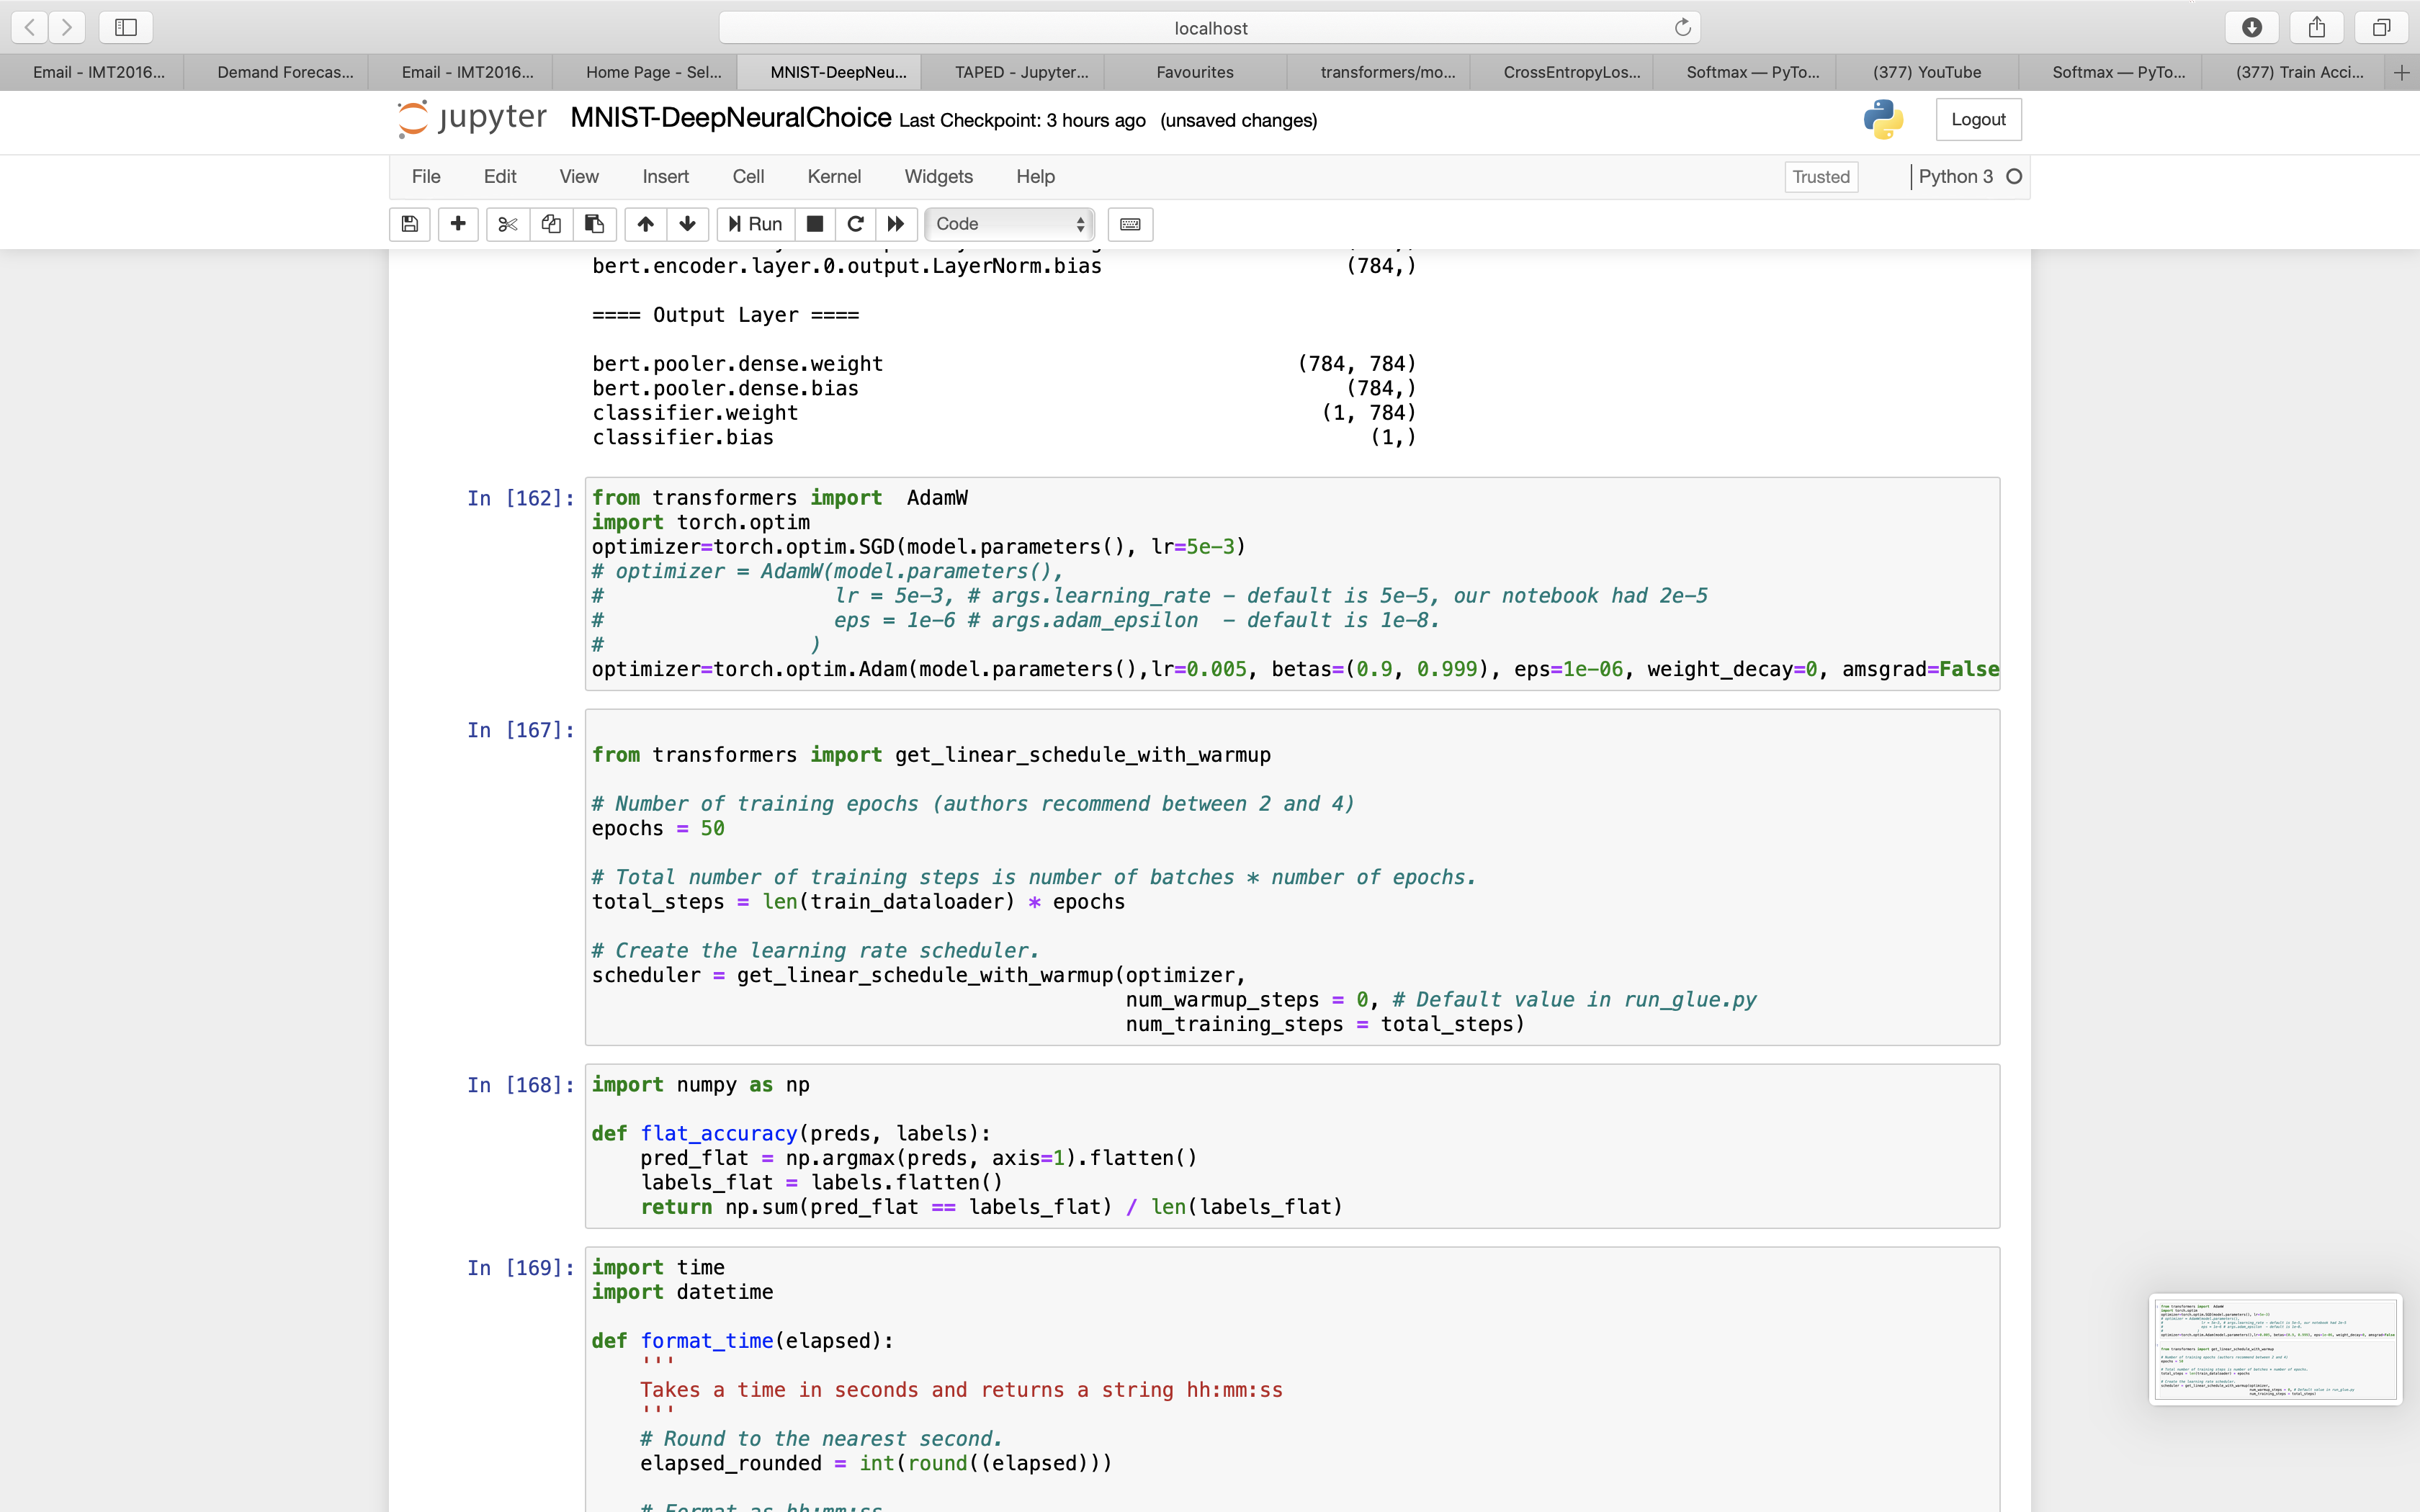 localhost
Email - IMT2016...
Demand Forecas...
Email - IMT2016...
Home Page - Sel...
MNIST-DeepNeu...
TAPED - Jupyter...
Favourites
transformers/mo...
CrossEntropyLos...
Softmax — PyTo...
(377) YouTube
Softmax — PyTo...
(377) Train Acci...
jupyter MNIST-DeepNeuralChoice Last Checkpoint: 3 hours ago (unsaved changes)
Logout
File Edit View Insert Cell Kernel Widgets Help
Trusted
Python 3
Run
Code
bert.encoder.layer.0.output.LayerNorm.bias (784,)
==== Output Layer ====
bert.pooler.dense.weight (784, 784)
bert.pooler.dense.bias (784,)
classifier.weight (1, 784)
classifier.bias (1,)
In [162]: from transformers import  AdamW
import torch.optim
optimizer=torch.optim.SGD(model.parameters(), lr=5e-3)
# optimizer = AdamW(model.parameters(),
#                   lr = 5e-3, # args.learning_rate - default is 5e-5, our notebook had 2e-5
#                   eps = 1e-6 # args.adam_epsilon  - default is 1e-8.
#                 )
optimizer=torch.optim.Adam(model.parameters(),lr=0.005, betas=(0.9, 0.999), eps=1e-06, weight_decay=0, amsgrad=False
In [167]:
from transformers import get_linear_schedule_with_warmup
# Number of training epochs (authors recommend between 2 and 4)
epochs = 50
# Total number of training steps is number of batches * number of epochs.
total_steps = len(train_dataloader) * epochs
# Create the learning rate scheduler.
scheduler = get_linear_schedule_with_warmup(optimizer,
num_warmup_steps = 0, # Default value in run_glue.py
num_training_steps = total_steps)
In [168]: import numpy as np
def flat_accuracy(preds, labels):
    pred_flat = np.argmax(preds, axis=1).flatten()
    labels_flat = labels.flatten()
    return np.sum(pred_flat == labels_flat) / len(labels_flat)
In [169]: import time
import datetime
def format_time(elapsed):
    '''
    Takes a time in seconds and returns a string hh:mm:ss
    '''
    # Round to the nearest second.
    elapsed_rounded = int(round((elapsed)))
    # Format as hh:mm:ss